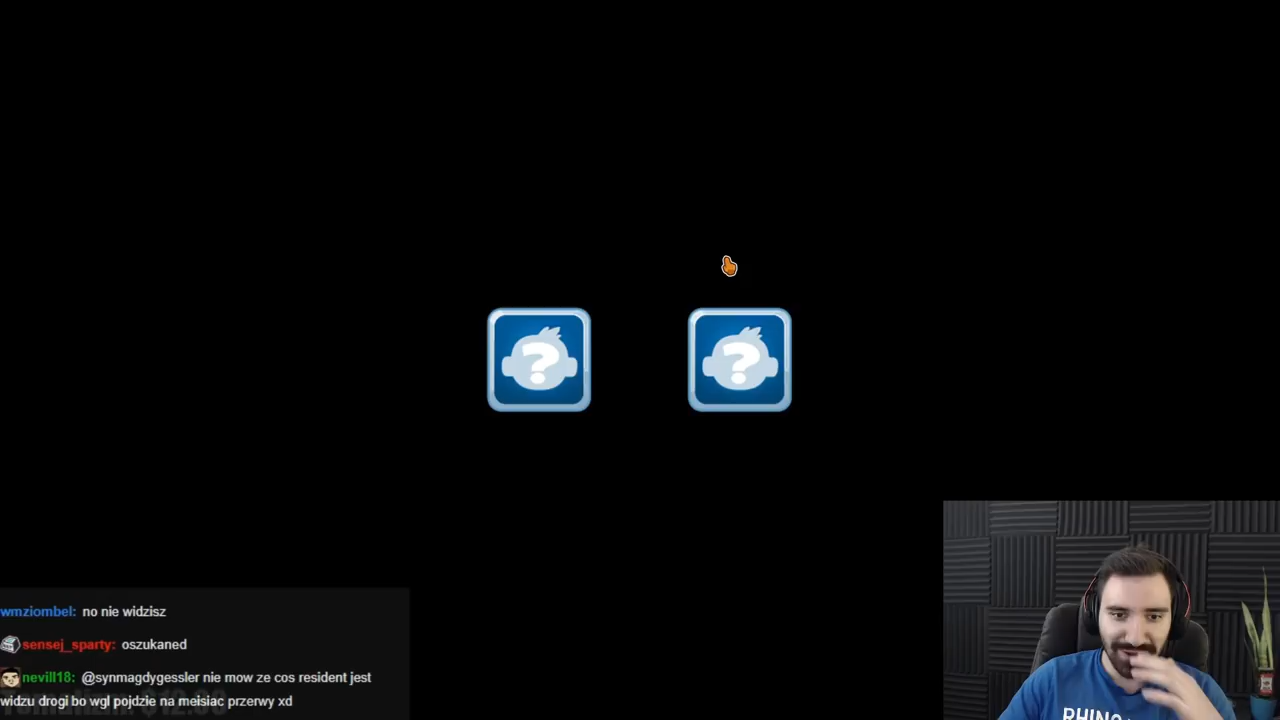 ? ?
wmziombel: no nie widzisz
sensej_sparty: oszukaned
nevill18: @synmagdygessler nie mow ze cos resident jest
widzu drogi bo wgl pojdzie na meisiac przerwy xd
RHINO